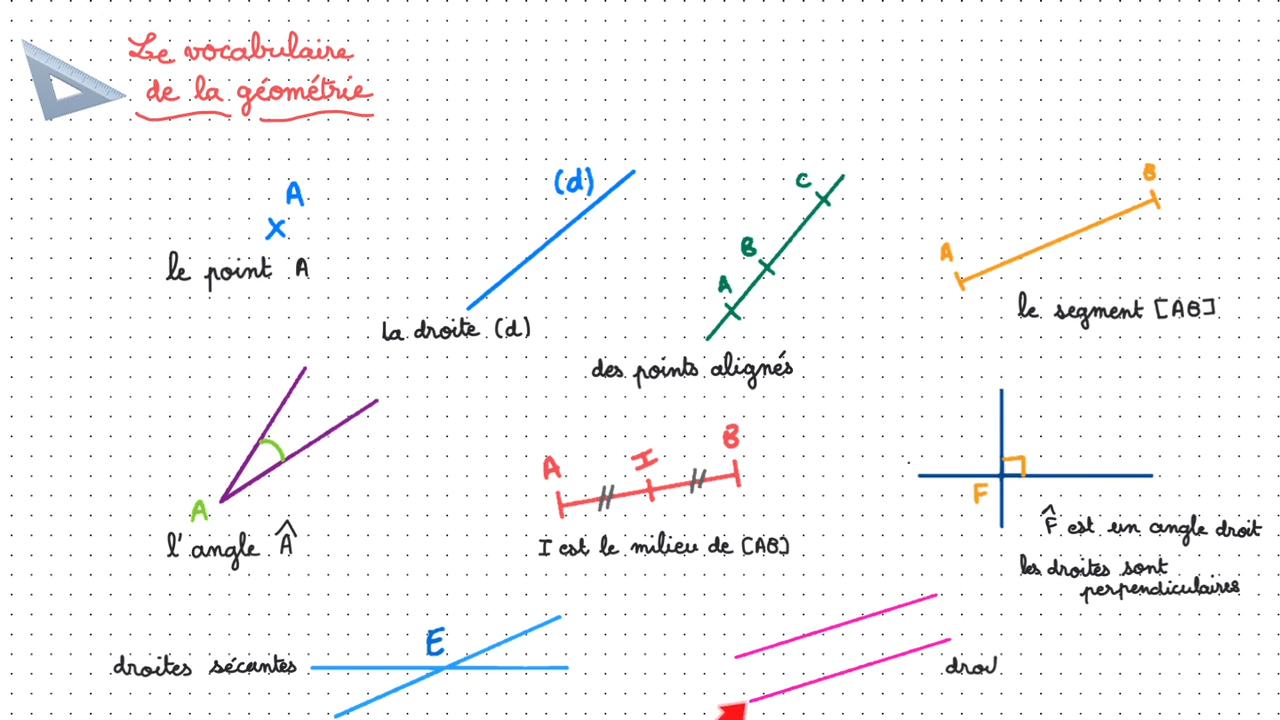 Le vocabulaire
de la géométrie
A
le point A
(d)
la droite (d)
C
B
A
des points alignés
B
A
le segment [AB]
A
l'angle Â
A I B
I est le milieu de [AB]
F
F̂ est un angle droit
les droites sont
perpendiculaires
droites sécantes
E